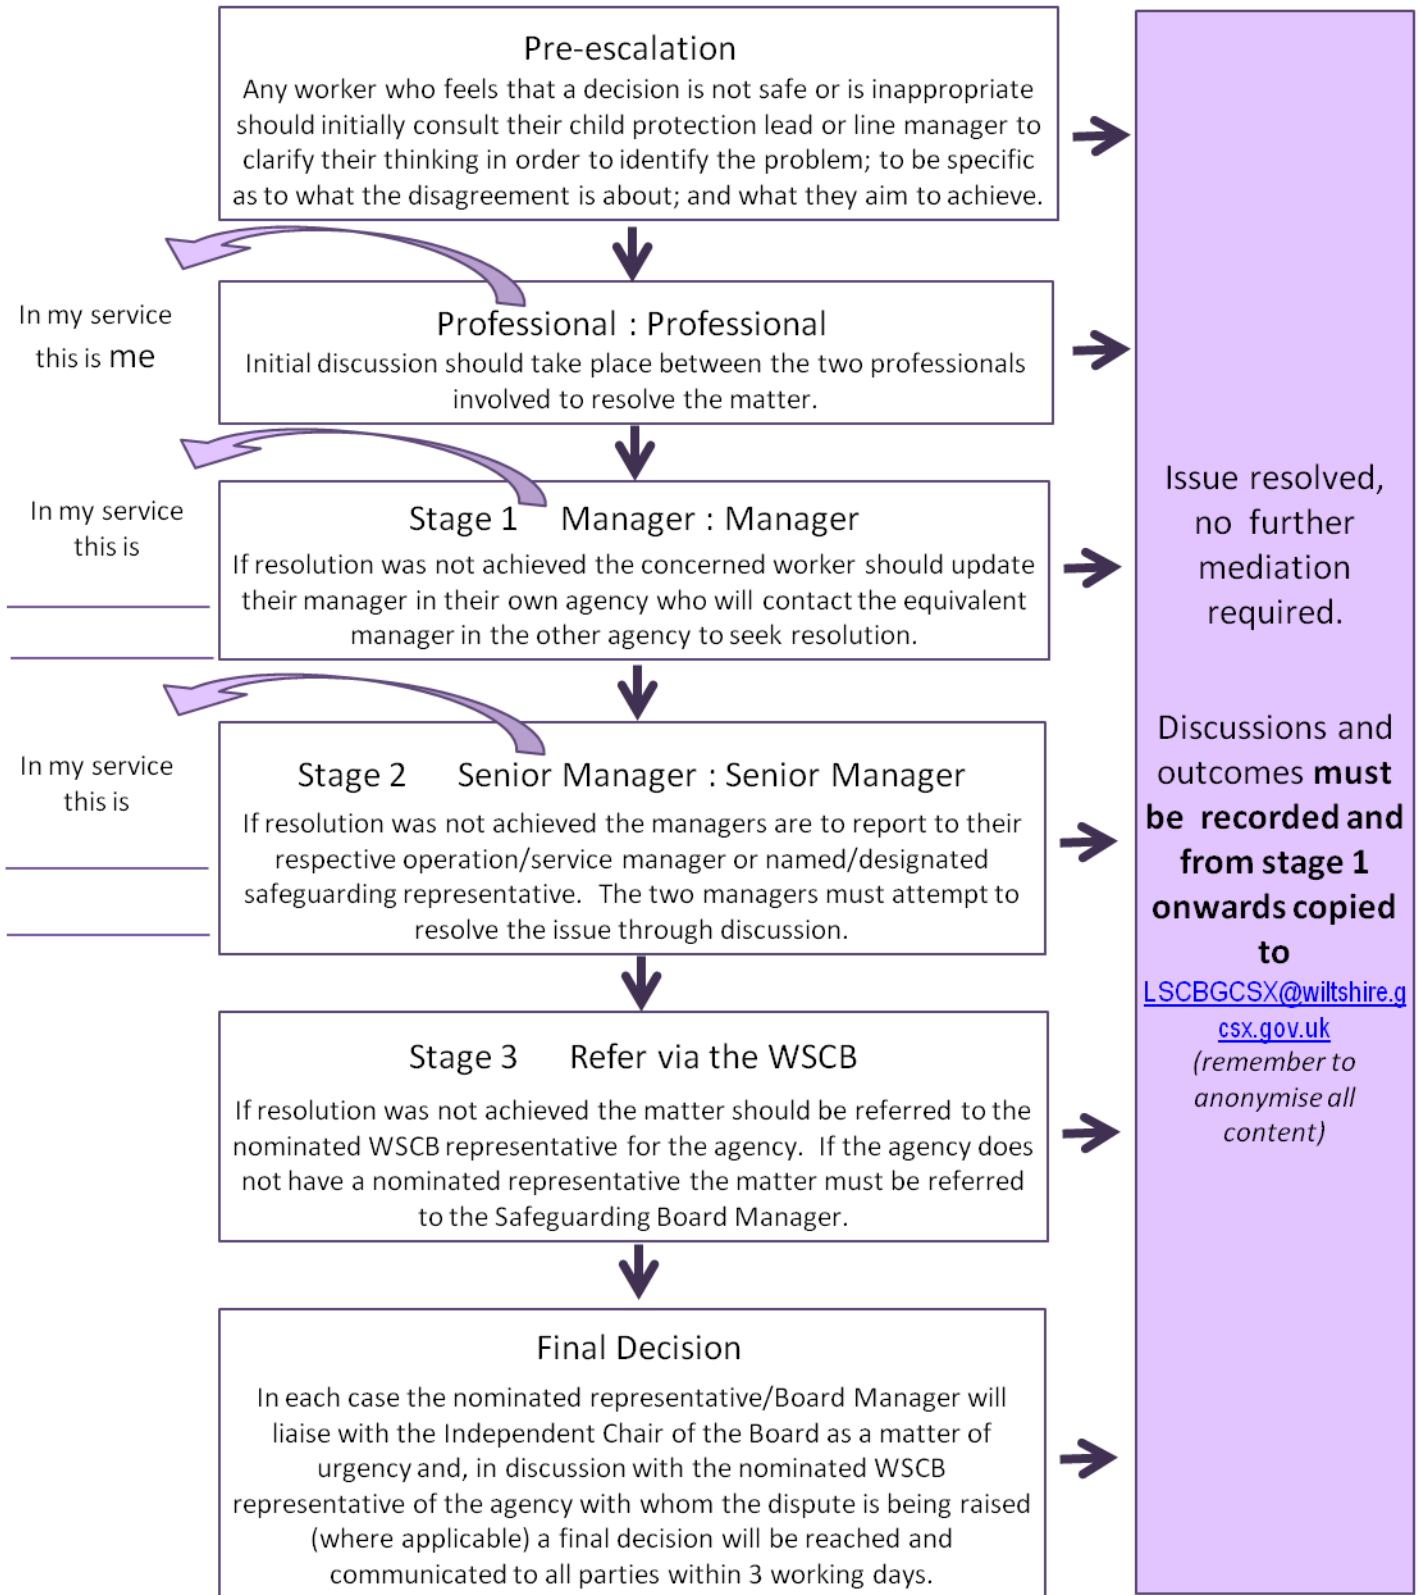 Pre-escalation
Any worker who feels that a decision is not safe or is inappropriate
should initially consult their child protection lead or line manager to
clarify their thinking in order to identify the problem; to be specific
as to what the disagreement is about; and what they aim to achieve.
In my service
this is me
Professional : Professional
Initial discussion should take place between the two professionals
involved to resolve the matter.
In my service
this is
Stage 1 Manager : Manager
If resolution was not achieved the concerned worker should update
their manager in their own agency who will contact the equivalent
manager in the other agency to seek resolution.
In my service
this is
Stage 2 Senior Manager : Senior Manager
If resolution was not achieved the managers are to report to their
respective operation/service manager or named/designated
safeguarding representative. The two managers must attempt to
resolve the issue through discussion.
Stage 3 Refer via the WSCB
If resolution was not achieved the matter should be referred to the
nominated WSCB representative for the agency. If the agency does
not have a nominated representative the matter must be referred
to the Safeguarding Board Manager.
Final Decision
In each case the nominated representative/Board Manager will
liaise with the Independent Chair of the Board as a matter of
urgency and, in discussion with the nominated WSCB
representative of the agency with whom the dispute is being raised
(where applicable) a final decision will be reached and
communicated to all parties within 3 working days.
Issue resolved,
no further
mediation
required.
Discussions and
outcomes must
be recorded and
from stage 1
onwards copied
to
LSCBGCSX@wiltshire.g
csx.gov.uk
(remember to
anonymise all
content)